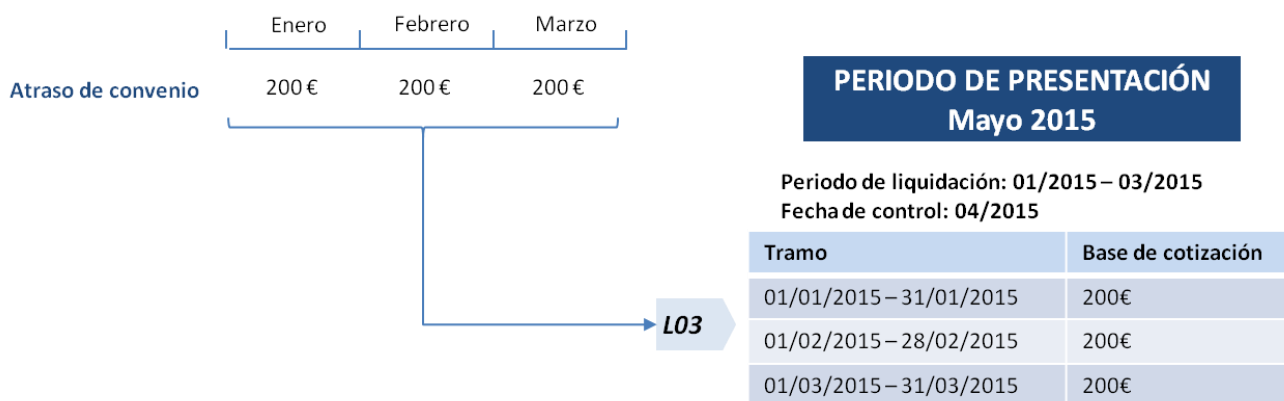 Enero Febrero Marzo
Atraso de convenio 200 € 200 € 200 €
PERIODO DE PRESENTACIÓN
Mayo 2015
Periodo de liquidación: 01/2015 – 03/2015
Fecha de control: 04/2015
Tramo Base de cotización
01/01/2015 – 31/01/2015 200€
L03
01/02/2015 – 28/02/2015 200€
01/03/2015 – 31/03/2015 200€